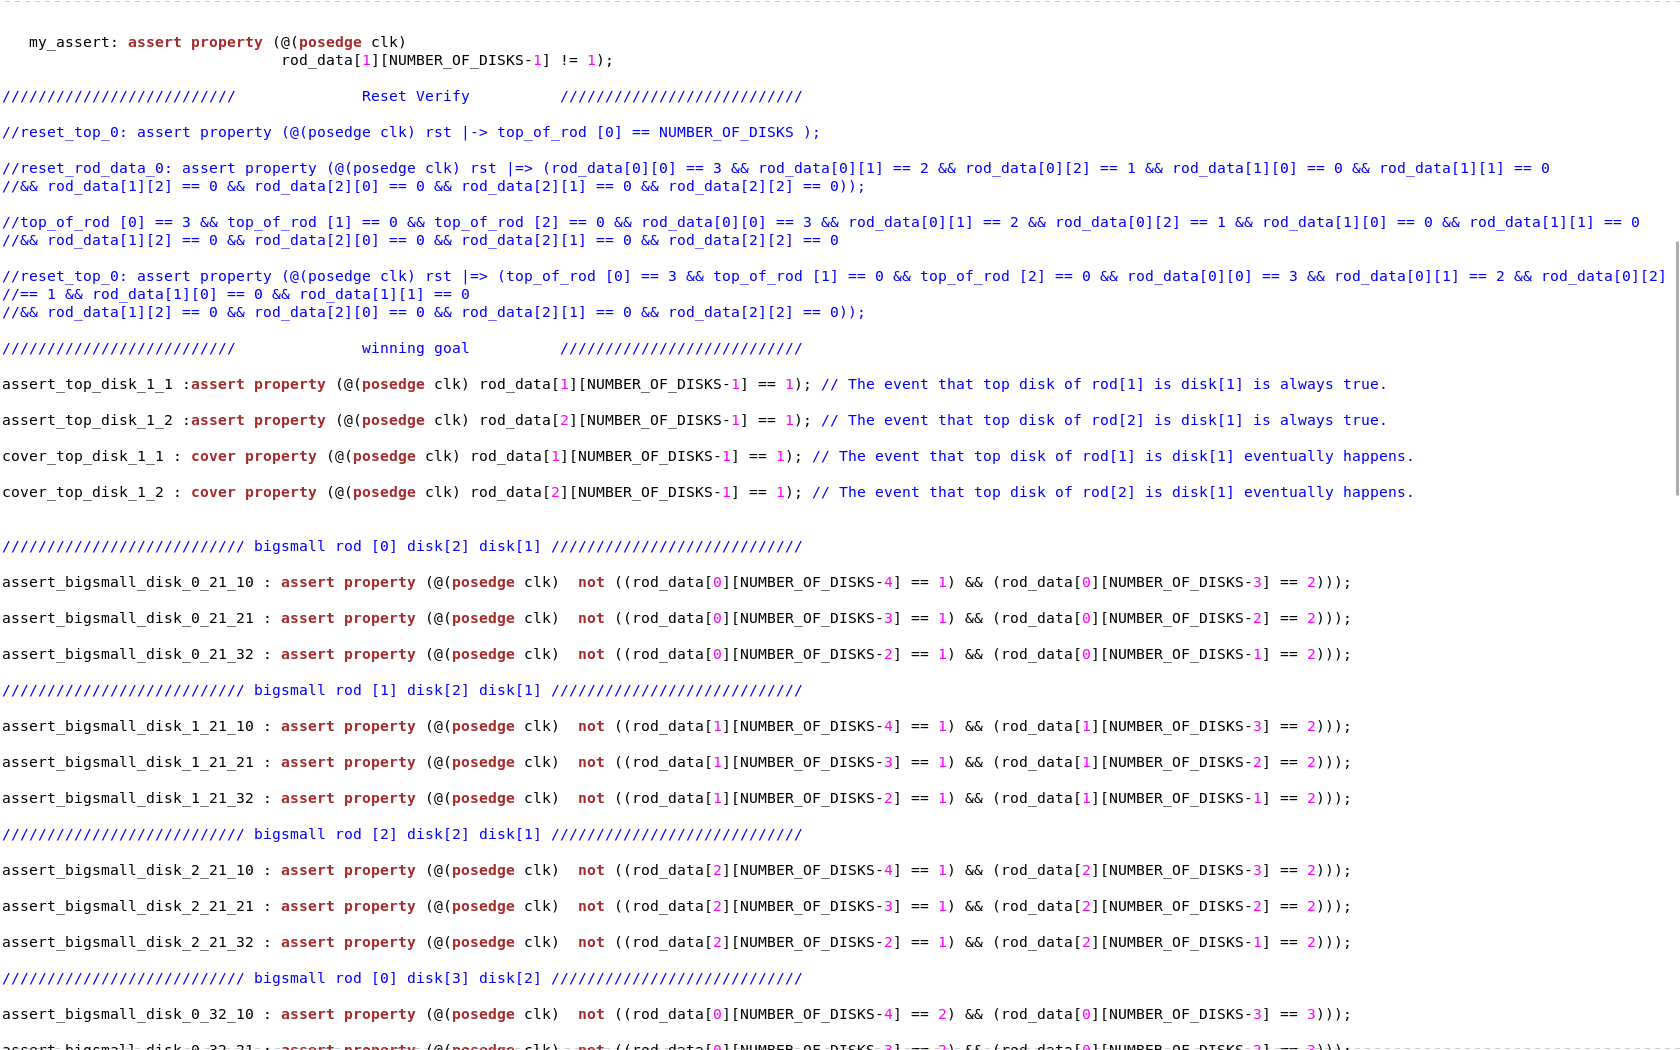 my_assert: assert property (@(posedge clk)
rod_data[1][NUMBER_OF_DISKS-1] != 1);
////////////////////////// Reset Verify ///////////////////////////
//reset_top_0: assert property (@(posedge clk) rst |-> top_of_rod [0] == NUMBER_OF_DISKS );
//reset_rod_data_0: assert property (@(posedge clk) rst |=> (rod_data[0][0] == 3 && rod_data[0][1] == 2 && rod_data[0][2] == 1 && rod_data[1][0] == 0 && rod_data[1][1] == 0
//&& rod_data[1][2] == 0 && rod_data[2][0] == 0 && rod_data[2][1] == 0 && rod_data[2][2] == 0));
//top_of_rod [0] == 3 && top_of_rod [1] == 0 && top_of_rod [2] == 0 && rod_data[0][0] == 3 && rod_data[0][1] == 2 && rod_data[0][2] == 1 && rod_data[1][0] == 0 && rod_data[1][1] == 0
//&& rod_data[1][2] == 0 && rod_data[2][0] == 0 && rod_data[2][1] == 0 && rod_data[2][2] == 0
//reset_top_0: assert property (@(posedge clk) rst |=> (top_of_rod [0] == 3 && top_of_rod [1] == 0 && top_of_rod [2] == 0 && rod_data[0][0] == 3 && rod_data[0][1] == 2 && rod_data[0][2]
//== 1 && rod_data[1][0] == 0 && rod_data[1][1] == 0
//&& rod_data[1][2] == 0 && rod_data[2][0] == 0 && rod_data[2][1] == 0 && rod_data[2][2] == 0));
////////////////////////// winning goal ///////////////////////////
assert_top_disk_1_1 :assert property (@(posedge clk) rod_data[1][NUMBER_OF_DISKS-1] == 1); // The event that top disk of rod[1] is disk[1] is always true.
assert_top_disk_1_2 :assert property (@(posedge clk) rod_data[2][NUMBER_OF_DISKS-1] == 1); // The event that top disk of rod[2] is disk[1] is always true.
cover_top_disk_1_1 : cover property (@(posedge clk) rod_data[1][NUMBER_OF_DISKS-1] == 1); // The event that top disk of rod[1] is disk[1] eventually happens.
cover_top_disk_1_2 : cover property (@(posedge clk) rod_data[2][NUMBER_OF_DISKS-1] == 1); // The event that top disk of rod[2] is disk[1] eventually happens.
/////////////////////////// bigsmall rod [0] disk[2] disk[1] ////////////////////////////
assert_bigsmall_disk_0_21_10 : assert property (@(posedge clk) not ((rod_data[0][NUMBER_OF_DISKS-4] == 1) && (rod_data[0][NUMBER_OF_DISKS-3] == 2)));
assert_bigsmall_disk_0_21_21 : assert property (@(posedge clk) not ((rod_data[0][NUMBER_OF_DISKS-3] == 1) && (rod_data[0][NUMBER_OF_DISKS-2] == 2)));
assert_bigsmall_disk_0_21_32 : assert property (@(posedge clk) not ((rod_data[0][NUMBER_OF_DISKS-2] == 1) && (rod_data[0][NUMBER_OF_DISKS-1] == 2)));
/////////////////////////// bigsmall rod [1] disk[2] disk[1] ////////////////////////////
assert_bigsmall_disk_1_21_10 : assert property (@(posedge clk) not ((rod_data[1][NUMBER_OF_DISKS-4] == 1) && (rod_data[1][NUMBER_OF_DISKS-3] == 2)));
assert_bigsmall_disk_1_21_21 : assert property (@(posedge clk) not ((rod_data[1][NUMBER_OF_DISKS-3] == 1) && (rod_data[1][NUMBER_OF_DISKS-2] == 2)));
assert_bigsmall_disk_1_21_32 : assert property (@(posedge clk) not ((rod_data[1][NUMBER_OF_DISKS-2] == 1) && (rod_data[1][NUMBER_OF_DISKS-1] == 2)));
/////////////////////////// bigsmall rod [2] disk[2] disk[1] ////////////////////////////
assert_bigsmall_disk_2_21_10 : assert property (@(posedge clk) not ((rod_data[2][NUMBER_OF_DISKS-4] == 1) && (rod_data[2][NUMBER_OF_DISKS-3] == 2)));
assert_bigsmall_disk_2_21_21 : assert property (@(posedge clk) not ((rod_data[2][NUMBER_OF_DISKS-3] == 1) && (rod_data[2][NUMBER_OF_DISKS-2] == 2)));
assert_bigsmall_disk_2_21_32 : assert property (@(posedge clk) not ((rod_data[2][NUMBER_OF_DISKS-2] == 1) && (rod_data[2][NUMBER_OF_DISKS-1] == 2)));
/////////////////////////// bigsmall rod [0] disk[3] disk[2] ////////////////////////////
assert_bigsmall_disk_0_32_10 : assert property (@(posedge clk) not ((rod_data[0][NUMBER_OF_DISKS-4] == 2) && (rod_data[0][NUMBER_OF_DISKS-3] == 3)));
assert_bigsmall_disk_0_32_21 : assert property (@(posedge clk) not ((rod_data[0][NUMBER_OF_DISKS-3] == 2) && (rod_data[0][NUMBER_OF_DISKS-2] == 3)));